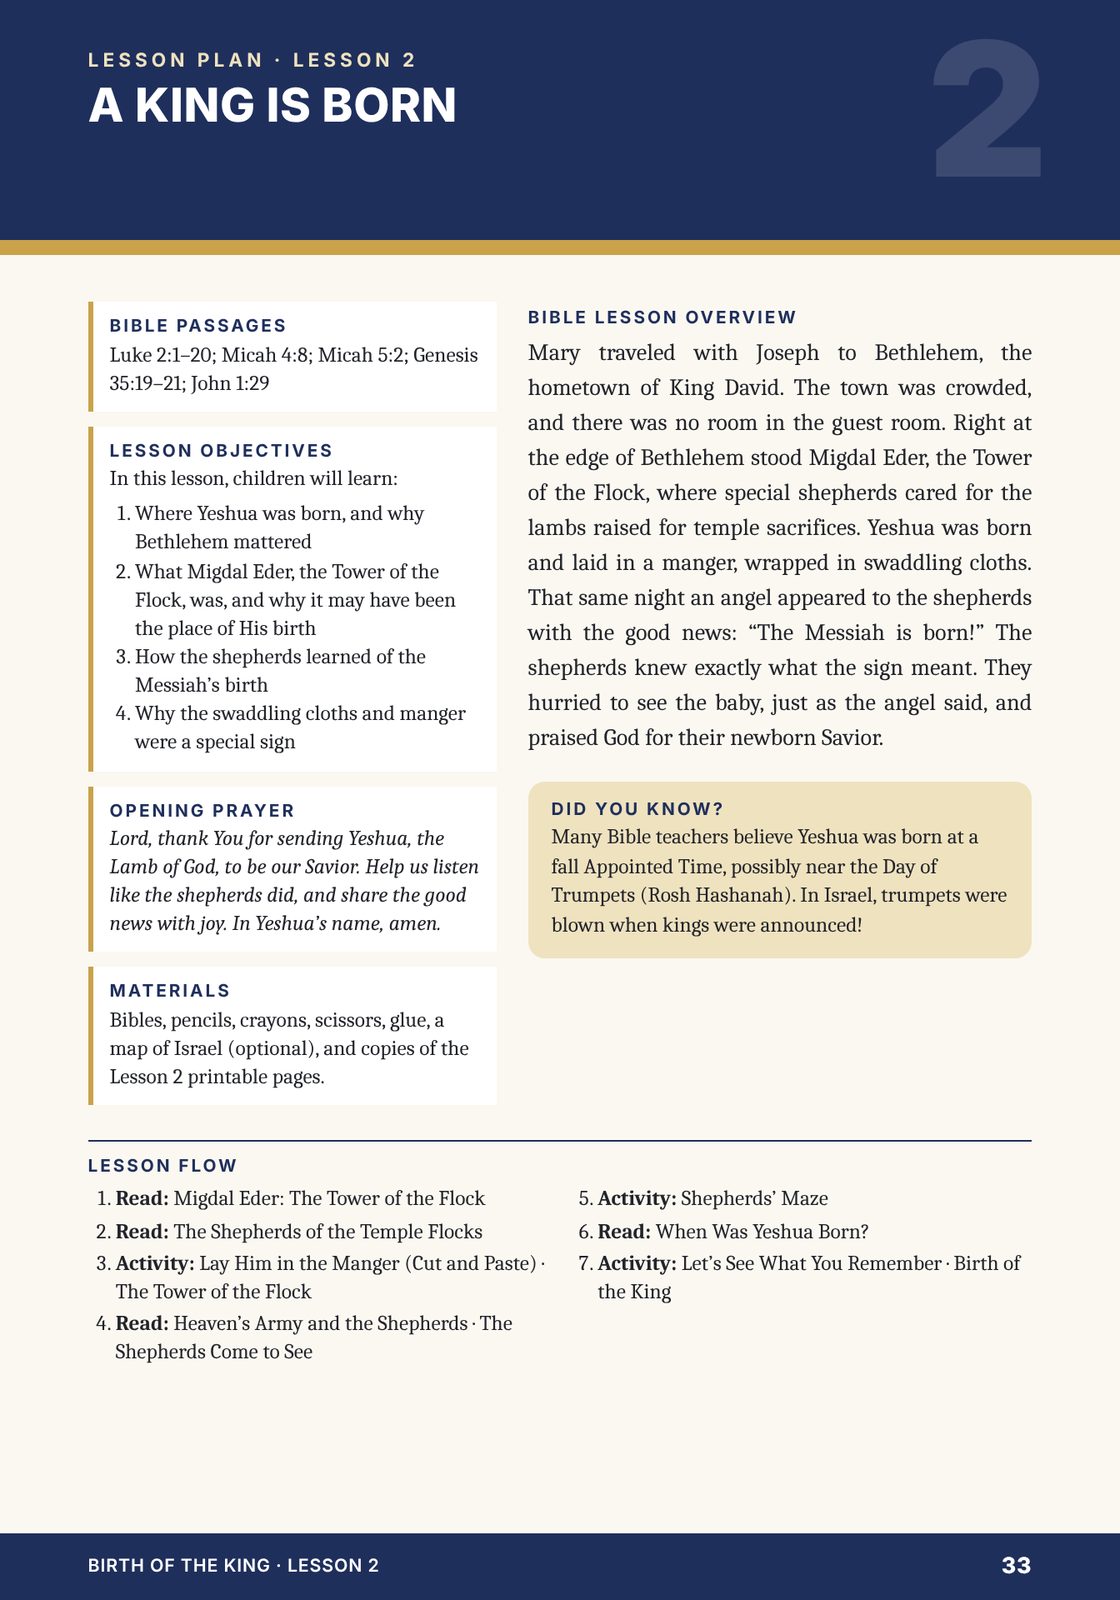 LESSON PLAN · LESSON 2
A KING IS BORN
2
BIBLE PASSAGES
Luke 2:1–20; Micah 4:8; Micah 5:2; Genesis
35:19–21; John 1:29
LESSON OBJECTIVES
In this lesson, children will learn:
1. Where Yeshua was born, and why
Bethlehem mattered
2. What Migdal Eder, the Tower of the
Flock, was, and why it may have been
the place of His birth
3. How the shepherds learned of the
Messiah’s birth
4. Why the swaddling cloths and manger
were a special sign
OPENING PRAYER
Lord, thank You for sending Yeshua, the
Lamb of God, to be our Savior. Help us listen
like the shepherds did, and share the good
news with joy. In Yeshua’s name, amen.
MATERIALS
Bibles, pencils, crayons, scissors, glue, a
map of Israel (optional), and copies of the
Lesson 2 printable pages.
BIBLE LESSON OVERVIEW
Mary traveled with Joseph to Bethlehem, the
hometown of King David. The town was crowded,
and there was no room in the guest room. Right at
the edge of Bethlehem stood Migdal Eder, the Tower
of the Flock, where special shepherds cared for the
lambs raised for temple sacrifices. Yeshua was born
and laid in a manger, wrapped in swaddling cloths.
That same night an angel appeared to the shepherds
with the good news: “The Messiah is born!” The
shepherds knew exactly what the sign meant. They
hurried to see the baby, just as the angel said, and
praised God for their newborn Savior.
DID YOU KNOW?
Many Bible teachers believe Yeshua was born at a
fall Appointed Time, possibly near the Day of
Trumpets (Rosh Hashanah). In Israel, trumpets were
blown when kings were announced!
LESSON FLOW
1. Read: Migdal Eder: The Tower of the Flock
2. Read: The Shepherds of the Temple Flocks
3. Activity: Lay Him in the Manger (Cut and Paste) ·
The Tower of the Flock
4. Read: Heaven’s Army and the Shepherds · The
Shepherds Come to See
5. Activity: Shepherds’ Maze
6. Read: When Was Yeshua Born?
7. Activity: Let’s See What You Remember · Birth of
the King
BIRTH OF THE KING · LESSON 2
33